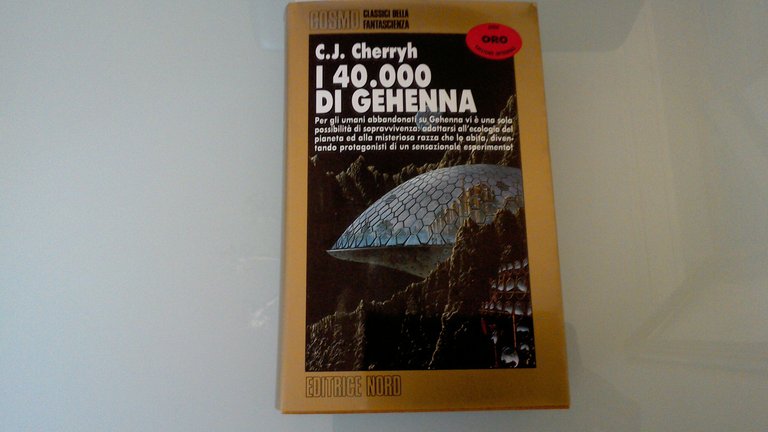 COSMO
CLASSICI DELLA
FANTASCIENZA
ORO
C.J. Cherryh
I 40.000
DI GEHENNA
Per gli umani abbandonati su Gehenna vi è una sola
possibilità di sopravvivenza: adattarsi all'ecologia del
pianeta ed alla misteriosa razza che lo abita, diven-
tando protagonisti di un sensazionale esperimento!
EDITRICE NORD